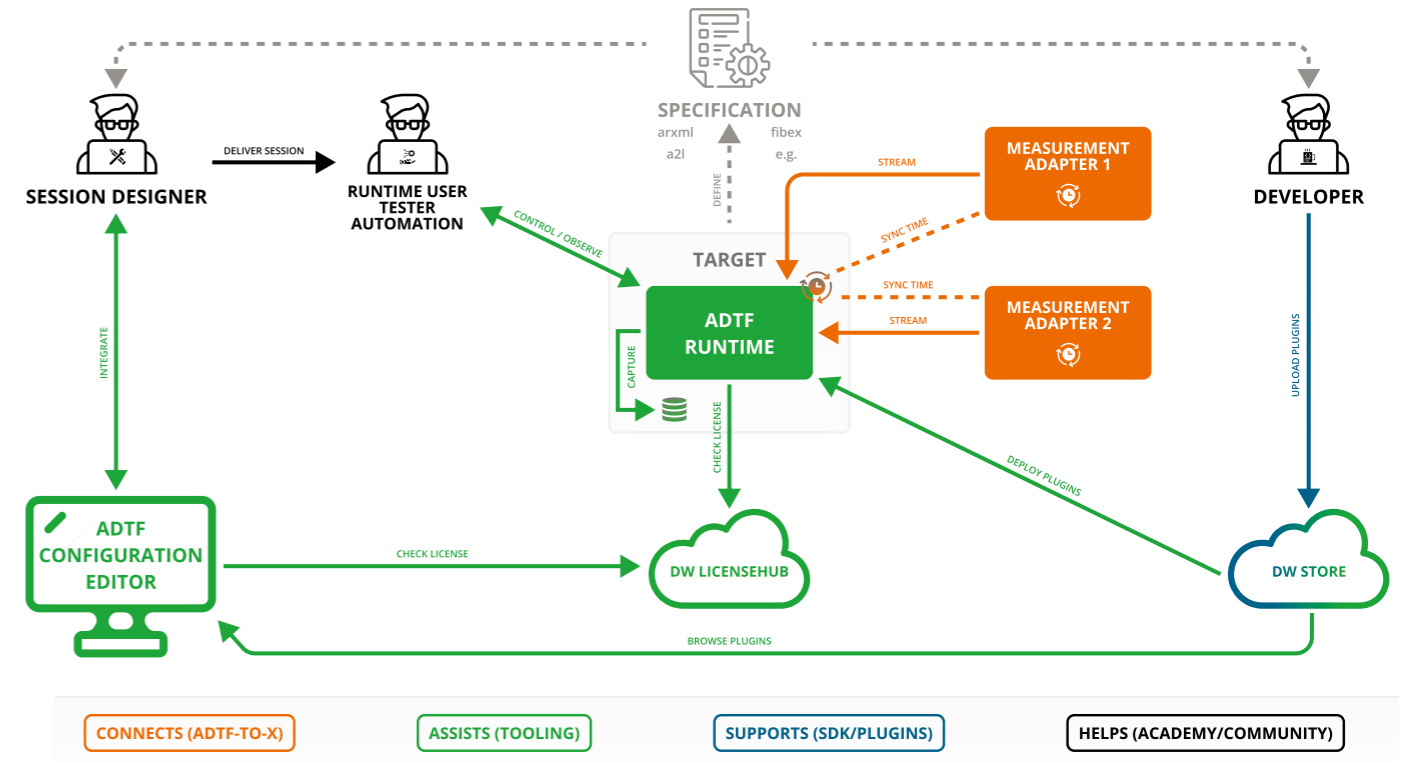 SPECIFICATION
arxml
fibex
a2l
e.g.
DEFINE
SESSION DESIGNER
DELIVER SESSION
RUNTIME USER
TESTER
AUTOMATION
CONTROL / OBSERVE
STREAM
MEASUREMENT
ADAPTER 1
SYNC TIME
DEVELOPER
TARGET
ADTF
RUNTIME
CAPTURE
SYNC TIME
STREAM
MEASUREMENT
ADAPTER 2
INTEGRATE
UPLOAD PLUGINS
CHECK LICENSE
DEPLOY PLUGINS
ADTF
CONFIGURATION
EDITOR
CHECK LICENSE
DW LICENSEHUB
DW STORE
BROWSE PLUGINS
CONNECTS (ADTF-TO-X)
ASSISTS (TOOLING)
SUPPORTS (SDK/PLUGINS)
HELPS (ACADEMY/COMMUNITY)